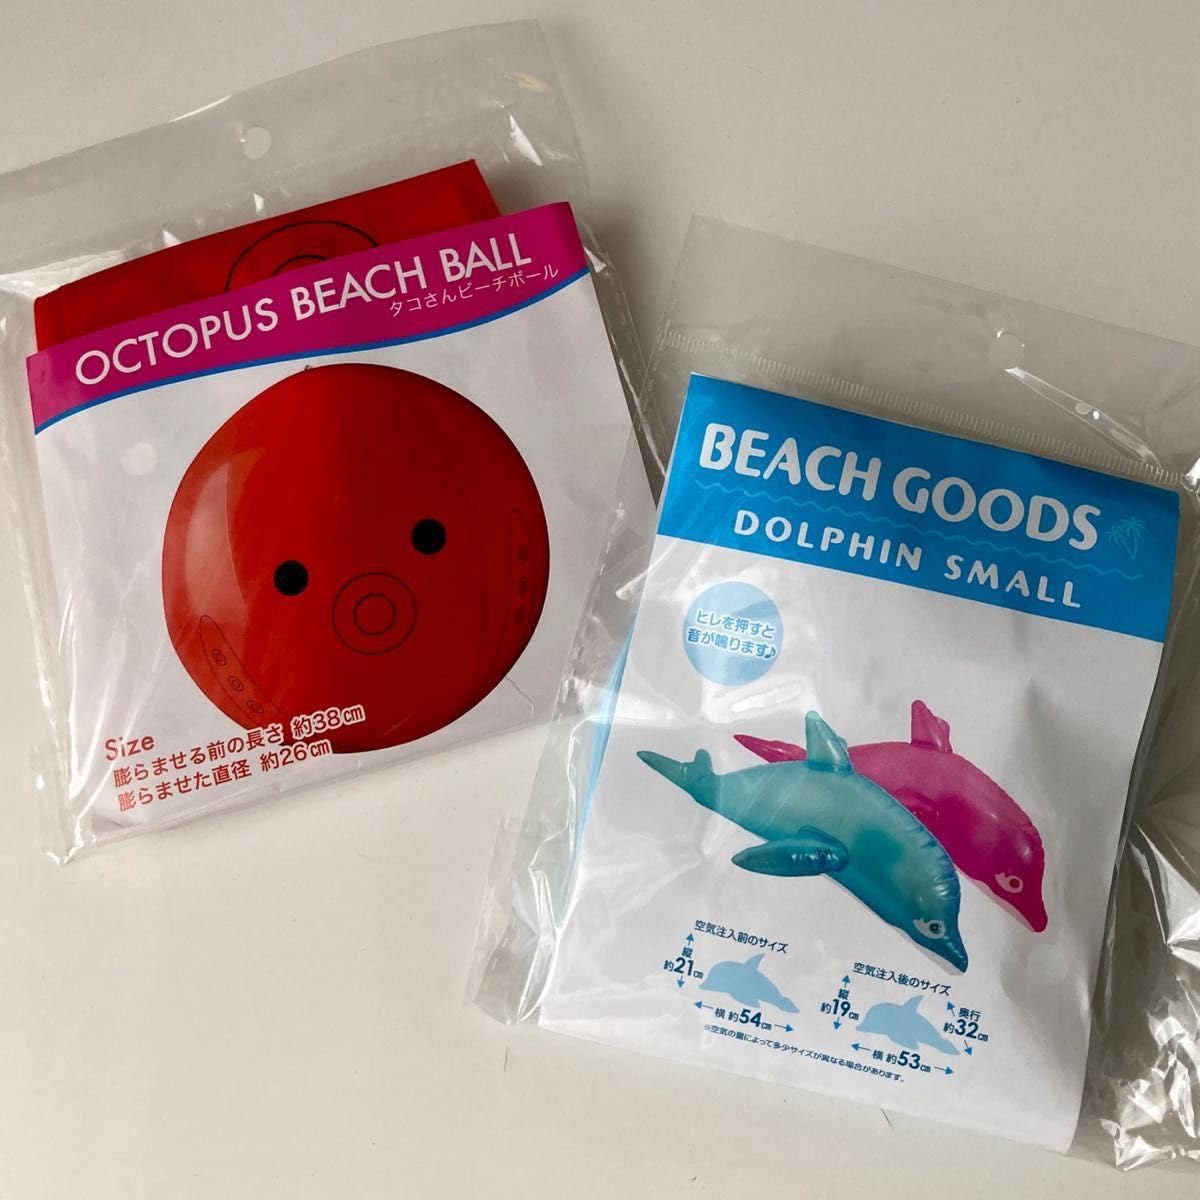 OCTOPUS BEACH BALL
タコさんビーチボール
Size
膨らませる前の長さ 約38㎝
膨らませた直径 約26㎝
BEACH GOODS
DOLPHIN SMALL
ヒレを押すと
音が鳴ります♪
空気注入前のサイズ
縦
約21㎝
横 約54㎝
空気注入後のサイズ
縦
約19㎝
奥行
約32㎝
横 約53㎝
※空気の量によって多少サイズが異なる場合があります。